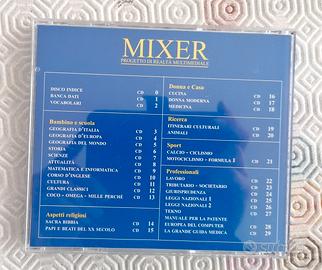 MIXER
PROGETTO DI REALTÀ MULTIMEDIALE
DISCO INDICE CD 0
BANCA DATI CD 1
VOCABOLARI CD 2
Bambino e scuola
GEOGRAFIA D'ITALIA CD 3
GEOGRAFIA D'EUROPA CD 4
GEOGRAFIA DEL MONDO CD 5
STORIA CD 6
SCIENZE CD 7
ATTUALITÀ CD 8
MATEMATICA E INFORMATICA CD 9
CORSO D'INGLESE CD 10
CULTURA CD 11
GRANDI CLASSICI CD 12
COCO - OMEGA - MILLE PERCHÉ CD 13
Aspetti religiosi
SACRA BIBBIA CD 14
PAPI E BEATI DEL XX SECOLO CD 15
Donna e Casa
CUCINA CD 16
DONNA MODERNA CD 17
MEDICINA CD 18
Ricerca
ITINERARI CULTURALI CD 19
ANIMALI CD 20
Sport
CALCIO - CICLISMO
MOTOCICLISMO - FORMULA 1 CD 21
Professionali
LAVORO CD 22
TRIBUTARIO - SOCIETARIO CD 23
GIURISPRUDENZA CD 24
LEGGI NAZIONALI 1 CD 25
LEGGI NAZIONALI 2 CD 26
TEKNO CD 27
MANUALE PER LA PATENTE
EUROPEA DEL COMPUTER CD 28
LA GRANDE GUIDA MEDICA CD 29
subito